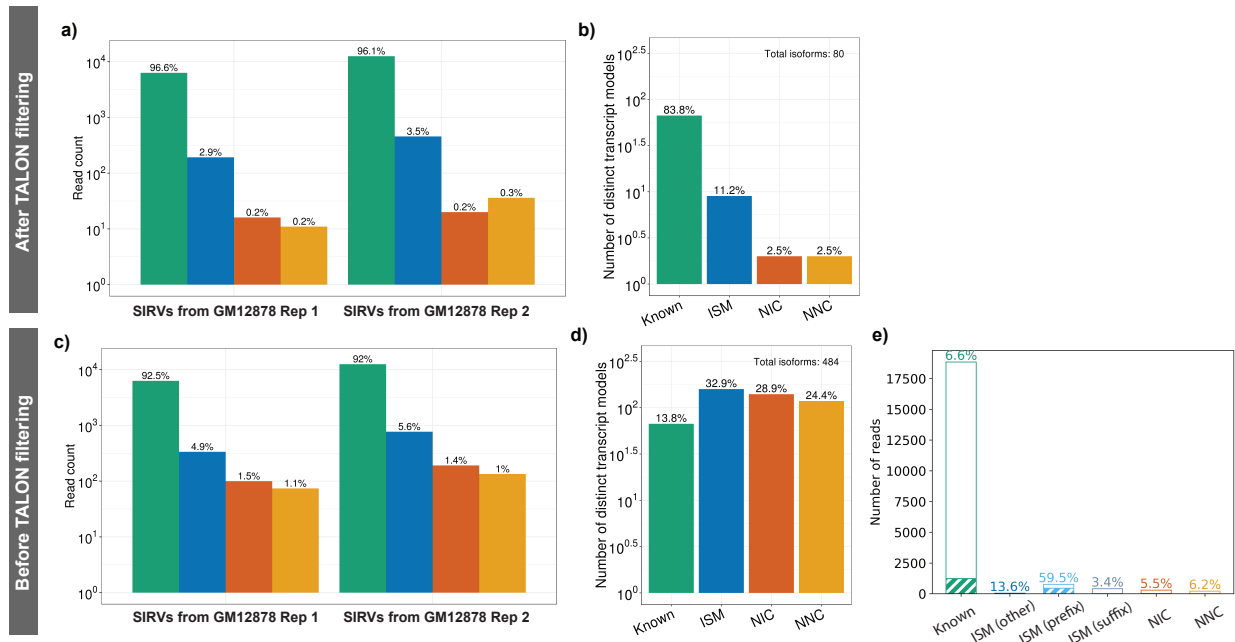 After TALON filtering
a)
Read count
10^4
10^3
10^2
10^1
10^0
96.6%
2.9%
0.2%
0.2%
96.1%
3.5%
0.2%
0.3%
SIRVs from GM12878 Rep 1
SIRVs from GM12878 Rep 2
b)
Number of distinct transcript models
10^2.5
10^2
10^1.5
10^1
10^0.5
10^0
Total isoforms: 80
83.8%
11.2%
2.5%
2.5%
Known
ISM
NIC
NNC
Before TALON filtering
c)
Read count
10^4
10^3
10^2
10^1
10^0
92.5%
4.9%
1.5%
1.1%
92%
5.6%
1.4%
1%
SIRVs from GM12878 Rep 1
SIRVs from GM12878 Rep 2
d)
Number of distinct transcript models
10^2.5
10^2
10^1.5
10^1
10^0.5
10^0
Total isoforms: 484
13.8%
32.9%
28.9%
24.4%
Known
ISM
NIC
NNC
e)
Number of reads
17500
15000
12500
10000
7500
5000
2500
0
6.6%
13.6%
59.5%
3.4%
5.5%
6.2%
Known
ISM (other)
ISM (prefix)
ISM (suffix)
NIC
NNC